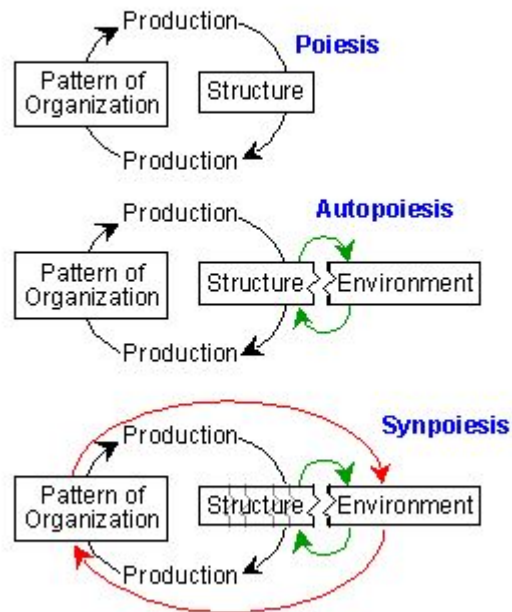 Production
Poiesis
Pattern of
Organization
Structure
Production
Production
Autopoiesis
Pattern of
Organization
Structure
Environment
Production
Synpoiesis
Production
Pattern of
Organization
Structure
Environment
Production